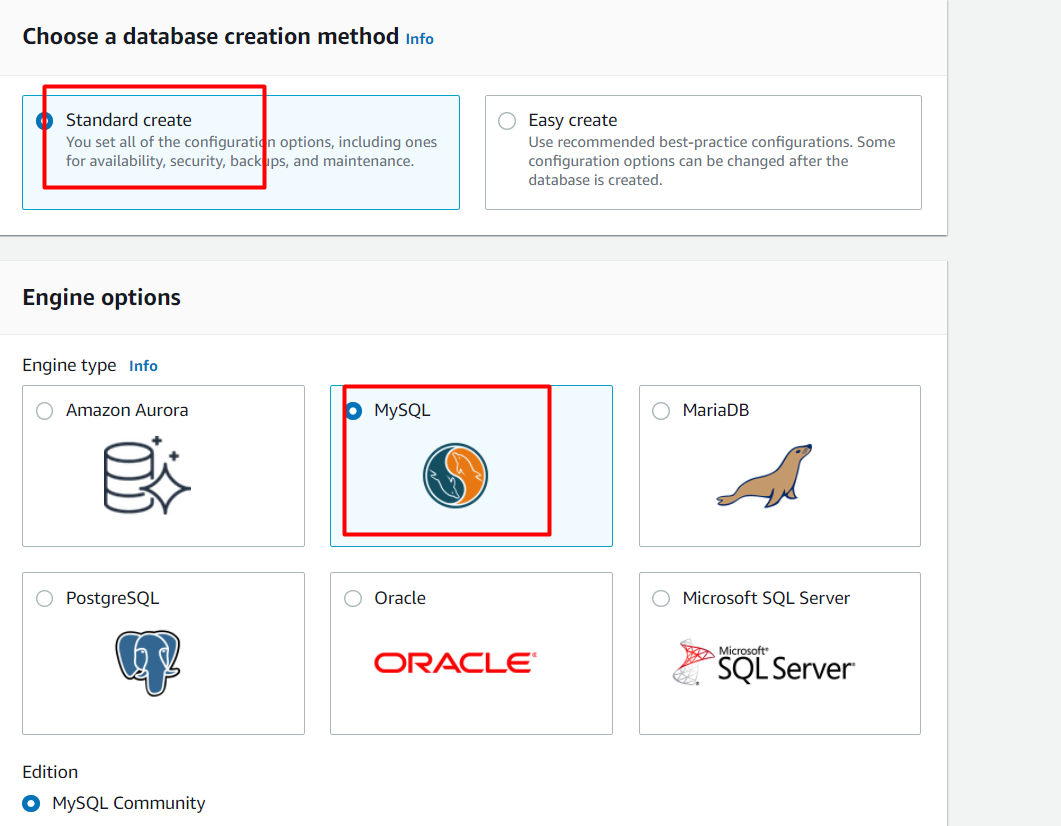 Choose a database creation method Info
Standard create
You set all of the configuration options, including ones
for availability, security, backups, and maintenance.
Easy create
Use recommended best-practice configurations. Some
configuration options can be changed after the
database is created.
Engine options
Engine type Info
Amazon Aurora
MySQL
MariaDB
PostgreSQL
Oracle
ORACLE®
Microsoft SQL Server
Microsoft®
SQL Server®
Edition
MySQL Community